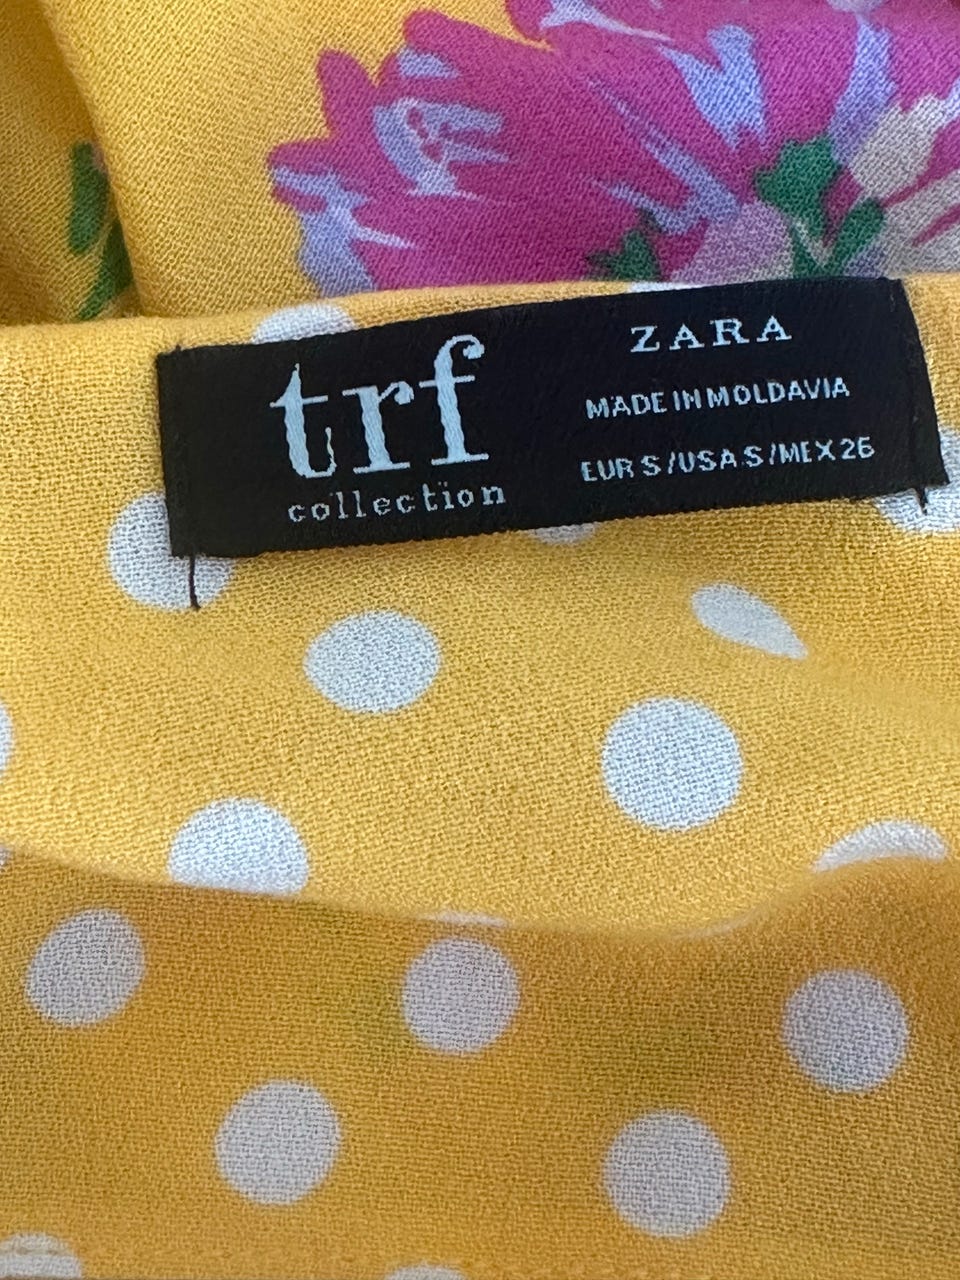 trf
collection
ZARA
MADE IN MOLDAVIA
EUR S/USA S/MEX 26